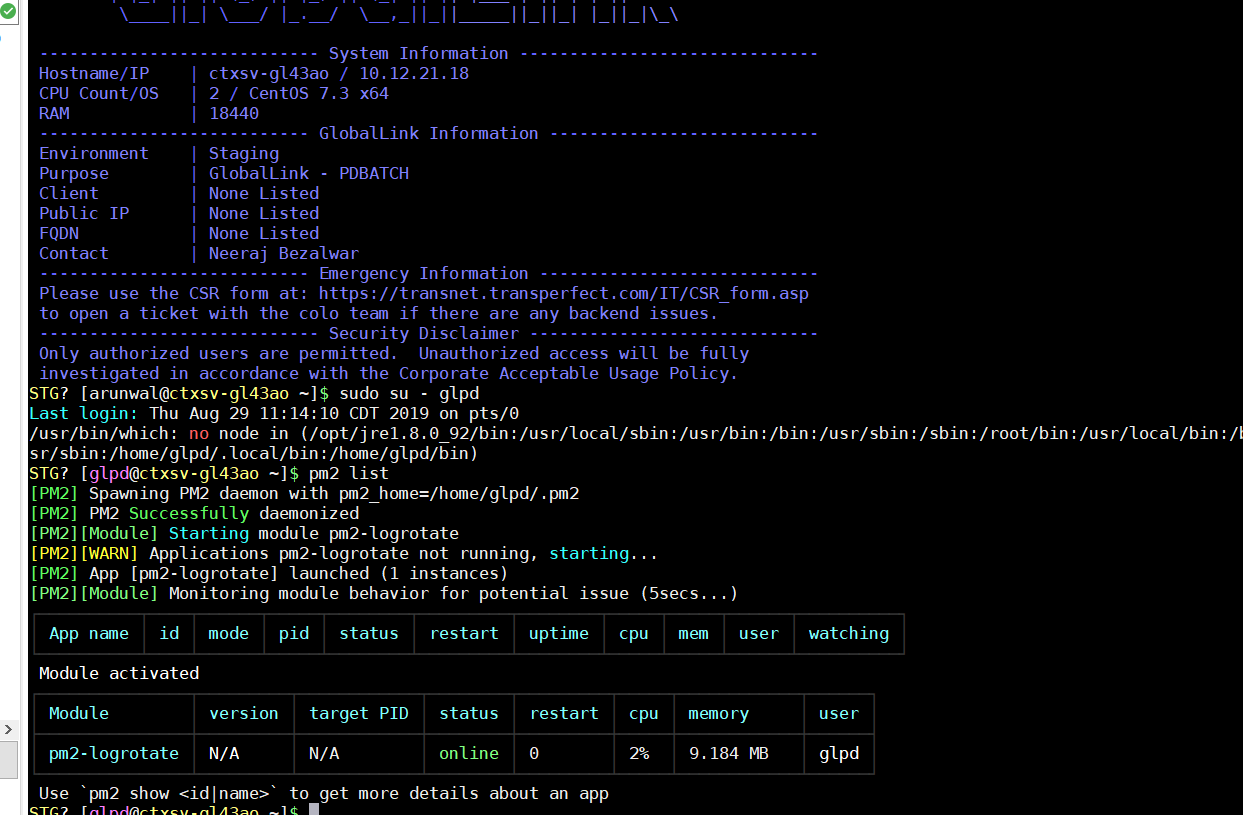 ---------------------------- System Information ------------------------------
Hostname/IP    | ctxsv-gl43ao / 10.12.21.18
CPU Count/OS   | 2 / CentOS 7.3 x64
RAM            | 18440
--------------------------- GlobalLink Information ---------------------------
Environment    | Staging
Purpose        | GlobalLink - PDBATCH
Client         | None Listed
Public IP      | None Listed
FQDN           | None Listed
Contact        | Neeraj Bezalwar
--------------------------- Emergency Information ----------------------------
Please use the CSR form at: https://transnet.transperfect.com/IT/CSR_form.asp
to open a ticket with the colo team if there are any backend issues.
---------------------------- Security Disclaimer -----------------------------
Only authorized users are permitted.  Unauthorized access will be fully
investigated in accordance with the Corporate Acceptable Usage Policy.
STG? [arunwal@ctxsv-gl43ao ~]$ sudo su - glpd
Last login: Thu Aug 29 11:14:10 CDT 2019 on pts/0
/usr/bin/which: no node in (/opt/jre1.8.0_92/bin:/usr/local/sbin:/usr/bin:/bin:/usr/sbin:/sbin:/root/bin:/usr/local/bin:/b
sr/sbin:/home/glpd/.local/bin:/home/glpd/bin)
STG? [glpd@ctxsv-gl43ao ~]$ pm2 list
[PM2] Spawning PM2 daemon with pm2_home=/home/glpd/.pm2
[PM2] PM2 Successfully daemonized
[PM2][Module] Starting module pm2-logrotate
[PM2][WARN] Applications pm2-logrotate not running, starting...
[PM2] App [pm2-logrotate] launched (1 instances)
[PM2][Module] Monitoring module behavior for potential issue (5secs...)
App name | id | mode | pid | status | restart | uptime | cpu | mem | user | watching
Module activated
Module | version | target PID | status | restart | cpu | memory | user
pm2-logrotate | N/A | N/A | online | 0 | 2% | 9.184 MB | glpd
Use `pm2 show <id|name>` to get more details about an app
STG? [glpd@ctxsv-gl43ao ~]$